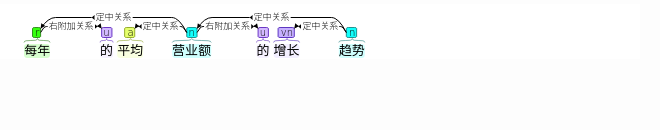 定中关系 定中关系
右附加关系 定中关系 右附加关系 定中关系
r u a n u vn n
每年 的 平均 营业额 的 增长 趋势